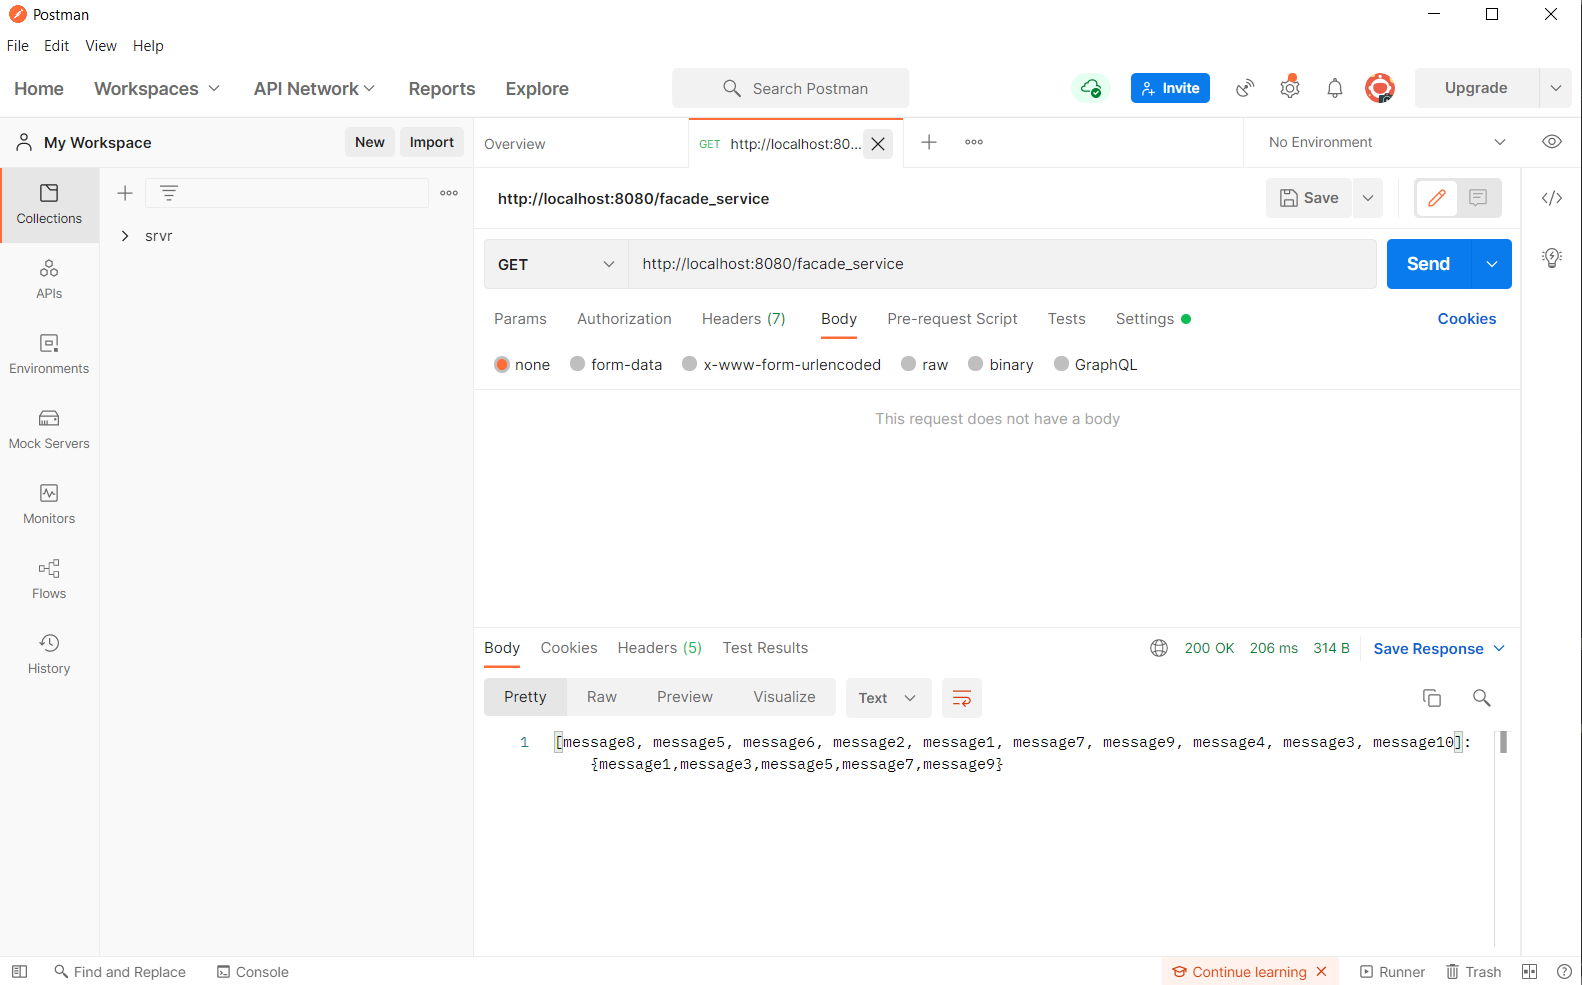 Postman
File Edit View Help
Home Workspaces API Network Reports Explore Search Postman Invite Upgrade
My Workspace New Import Overview GET http://localhost:80... No Environment
Collections
http://localhost:8080/facade_service Save
srvr
GET http://localhost:8080/facade_service Send
APIs
Params Authorization Headers (7) Body Pre-request Script Tests Settings Cookies
Environments
none form-data x-www-form-urlencoded raw binary GraphQL
This request does not have a body
Mock Servers
Monitors
Flows
History
Body Cookies Headers (5) Test Results 200 OK 206 ms 314 B Save Response
Pretty Raw Preview Visualize Text
1 [message8, message5, message6, message2, message1, message7, message9, message4, message3, message10]:
{message1,message3,message5,message7,message9}
Find and Replace Console Continue learning Runner Trash